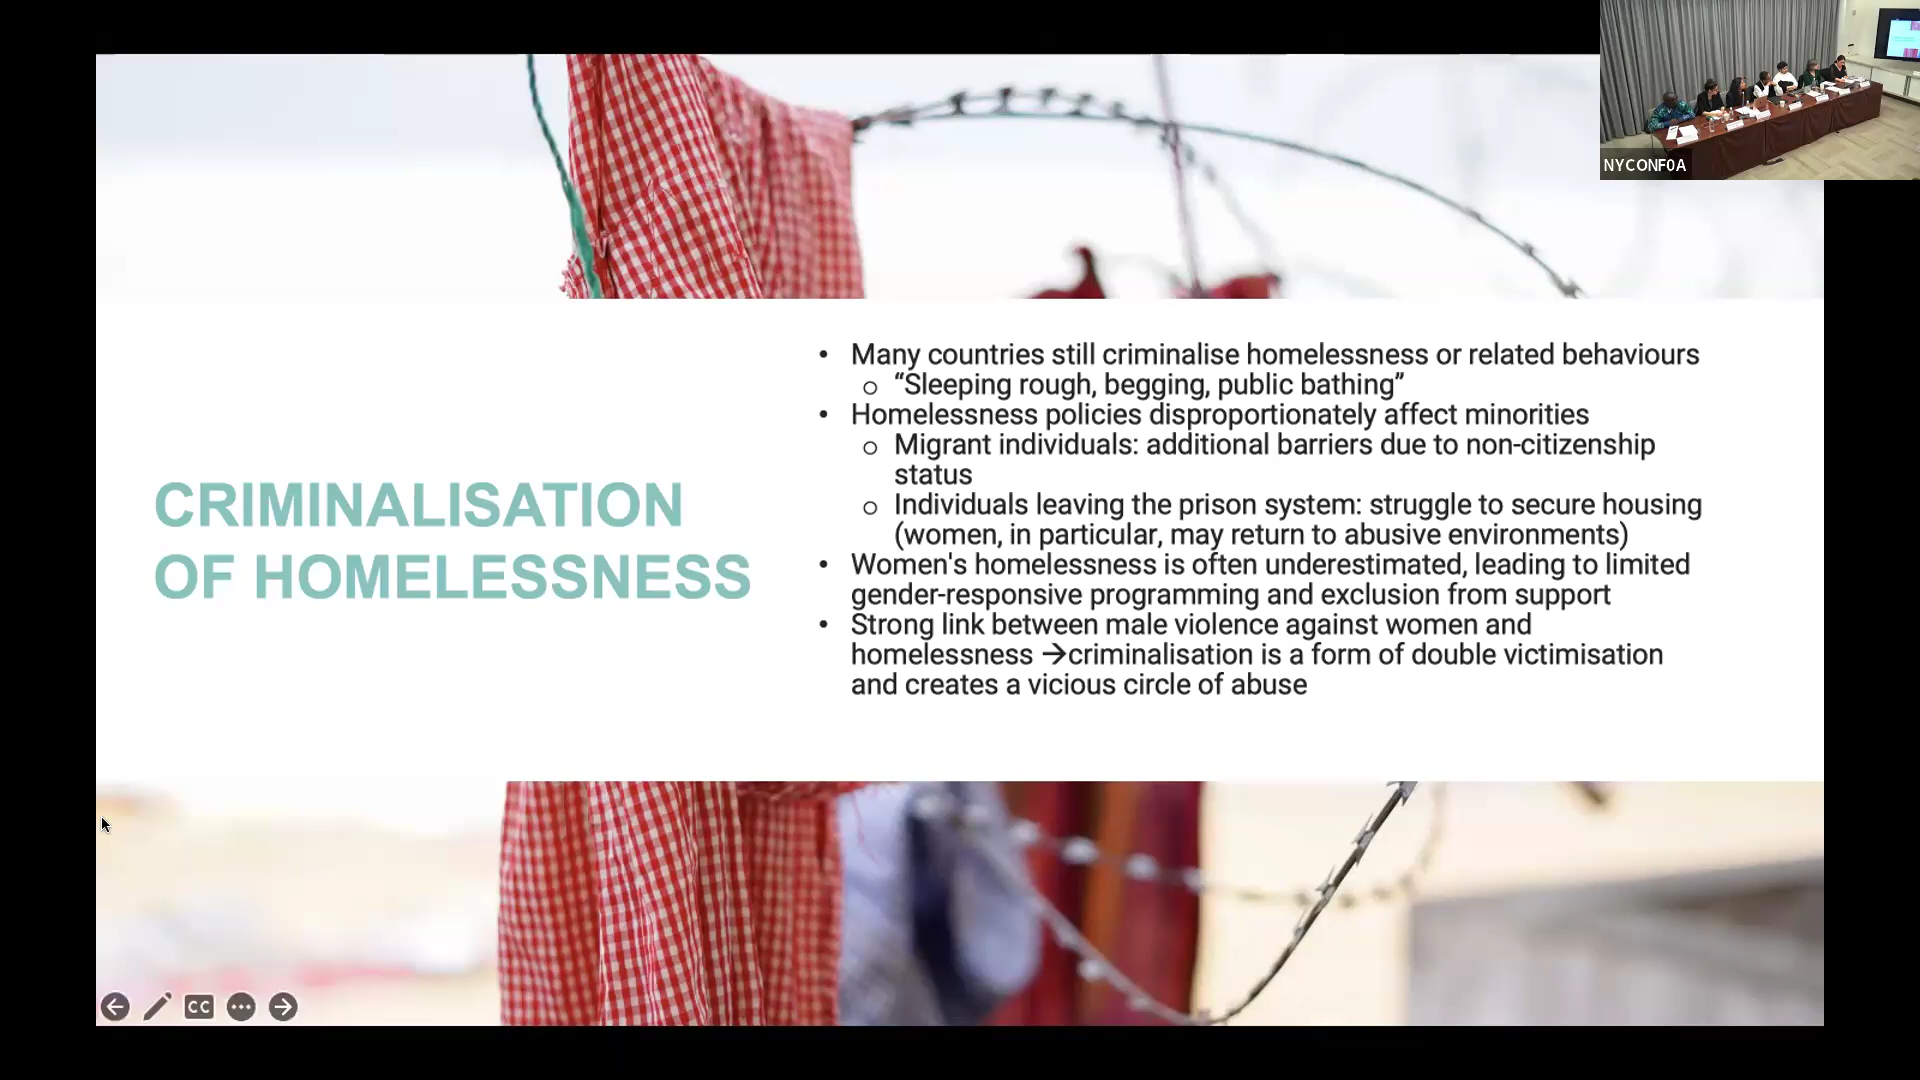 NYCONF0A
CRIMINALISATION
OF HOMELESSNESS
• Many countries still criminalise homelessness or related behaviours
o “Sleeping rough, begging, public bathing”
• Homelessness policies disproportionately affect minorities
o Migrant individuals: additional barriers due to non-citizenship
status
o Individuals leaving the prison system: struggle to secure housing
(women, in particular, may return to abusive environments)
• Women's homelessness is often underestimated, leading to limited
gender-responsive programming and exclusion from support
• Strong link between male violence against women and
homelessness →criminalisation is a form of double victimisation
and creates a vicious circle of abuse
CC